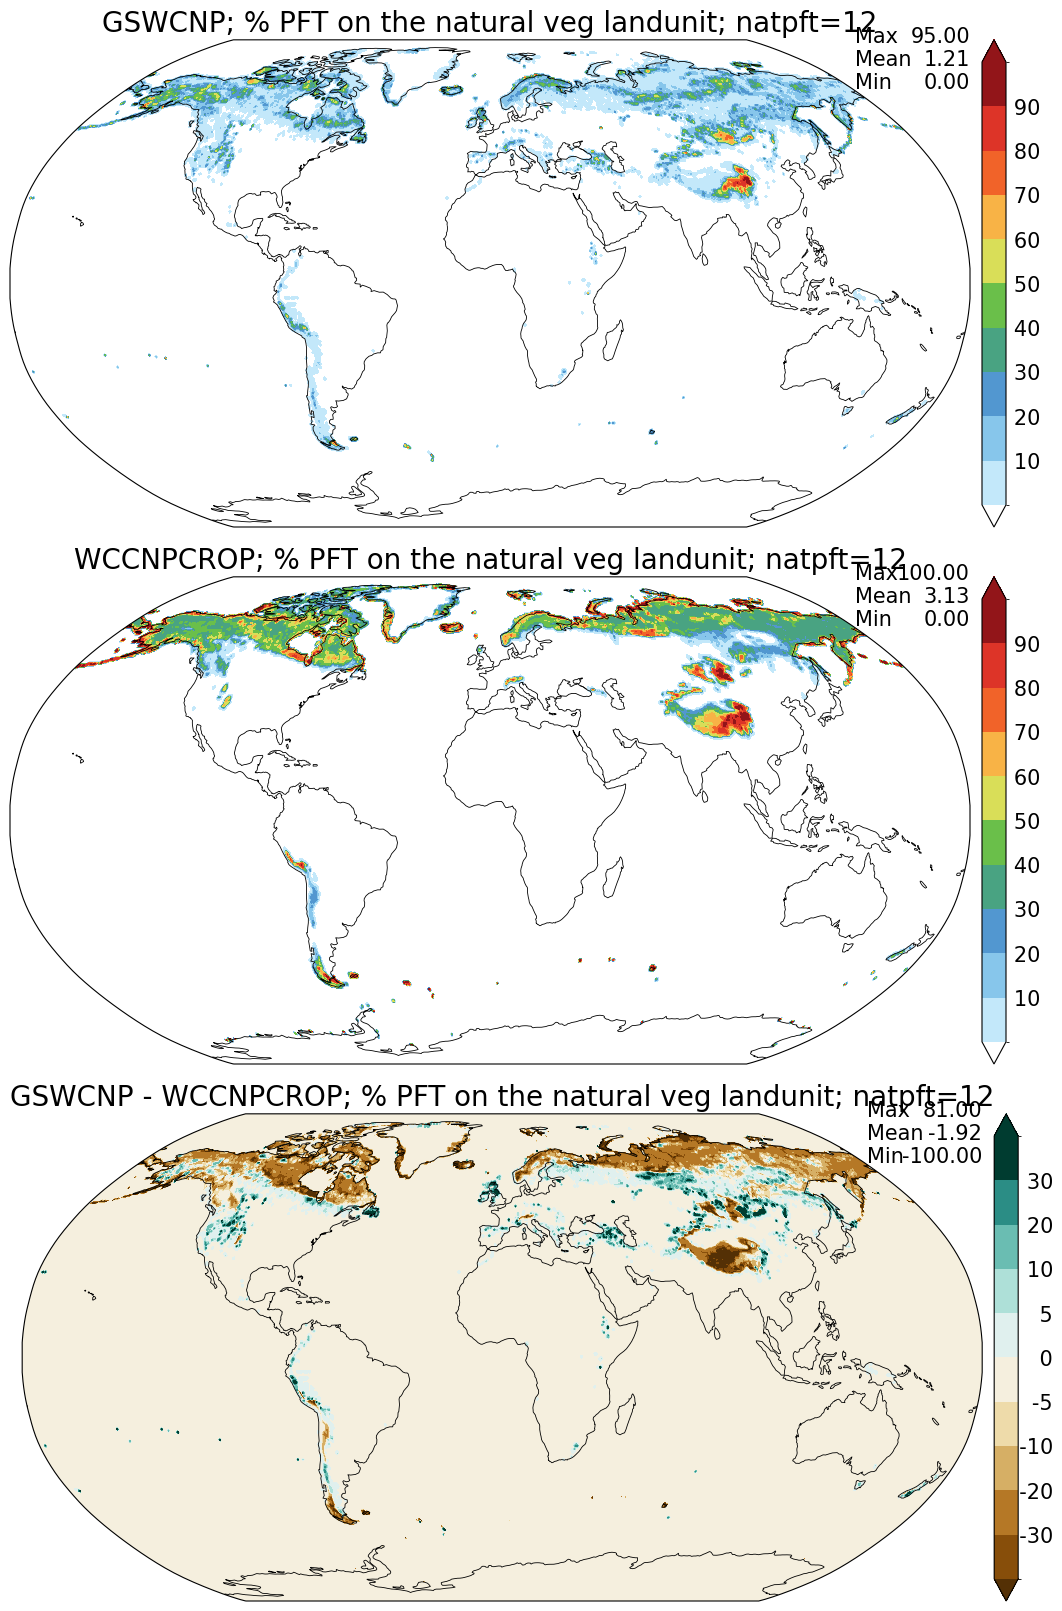 GSWCNP; % PFT on the natural veg landunit; natpft=12
Max 95.00
Mean 1.21
Min 0.00
90
80
70
60
50
40
30
20
10
WCCNPCROP; % PFT on the natural veg landunit; natpft=12
Max100.00
Mean 3.13
Min 0.00
90
80
70
60
50
40
30
20
10
GSWCNP - WCCNPCROP; % PFT on the natural veg landunit; natpft=12
Max 81.00
Mean -1.92
Min-100.00
30
20
10
5
0
-5
-10
-20
-30